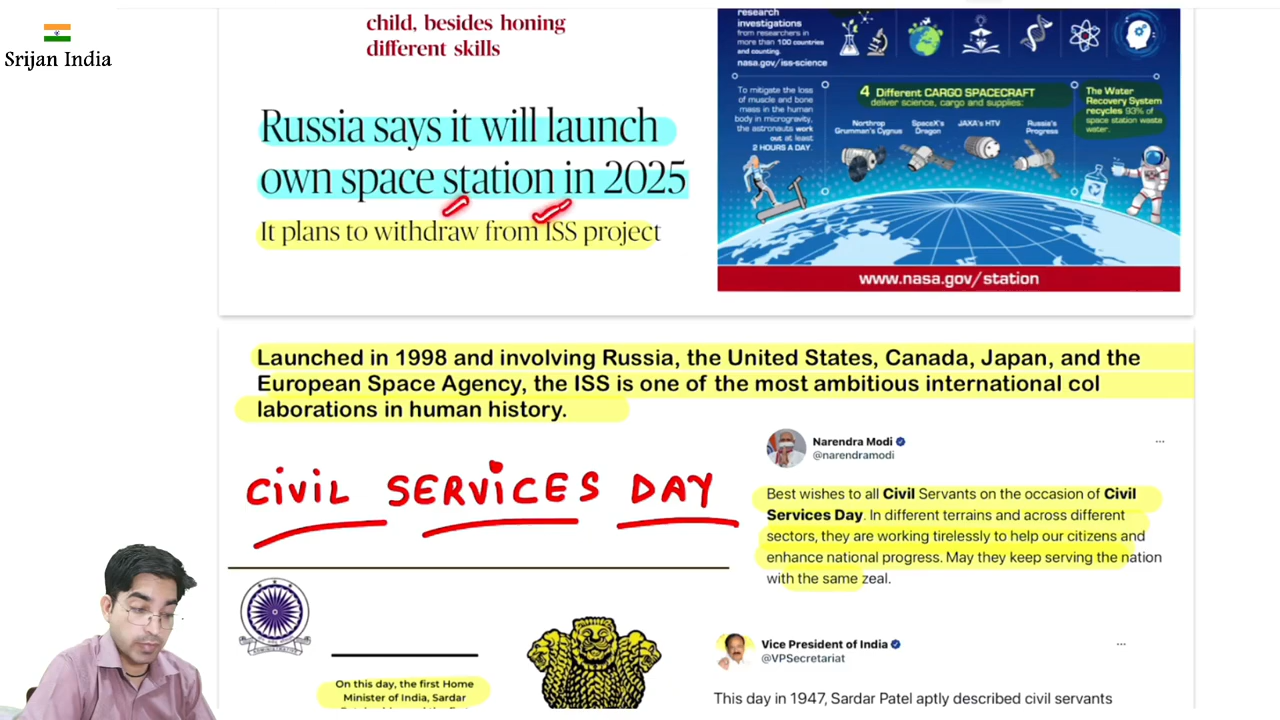 Srijan India
child, besides honing
different skills
Russia says it will launch
own space station in 2025
It plans to withdraw from ISS project
research
investigations
from researchers in
more than 100 countries
and counting.
nasa.gov/iss-science
To mitigate the loss
of muscle and bone
mass in the human
body in microgravity,
the astronauts work
out at least
2 HOURS A DAY.
4 Different CARGO SPACECRAFT
deliver science, cargo and supplies:
Northrop
Grumman's Cygnus
SpaceX's
Dragon
JAXA's HTV
Russia's
Progress
The Water
Recovery System
recycles 93% of
space station waste
water.
www.nasa.gov/station
Launched in 1998 and involving Russia, the United States, Canada, Japan, and the
European Space Agency, the ISS is one of the most ambitious international col
laborations in human history.
CIVIL SERVICES DAY
Narendra Modi
@narendramodi
Best wishes to all Civil Servants on the occasion of Civil
Services Day. In different terrains and across different
sectors, they are working tirelessly to help our citizens and
enhance national progress. May they keep serving the nation
with the same zeal.
On this day, the first Home
Minister of India, Sardar
Vice President of India
@VPSecretariat
This day in 1947, Sardar Patel aptly described civil servants